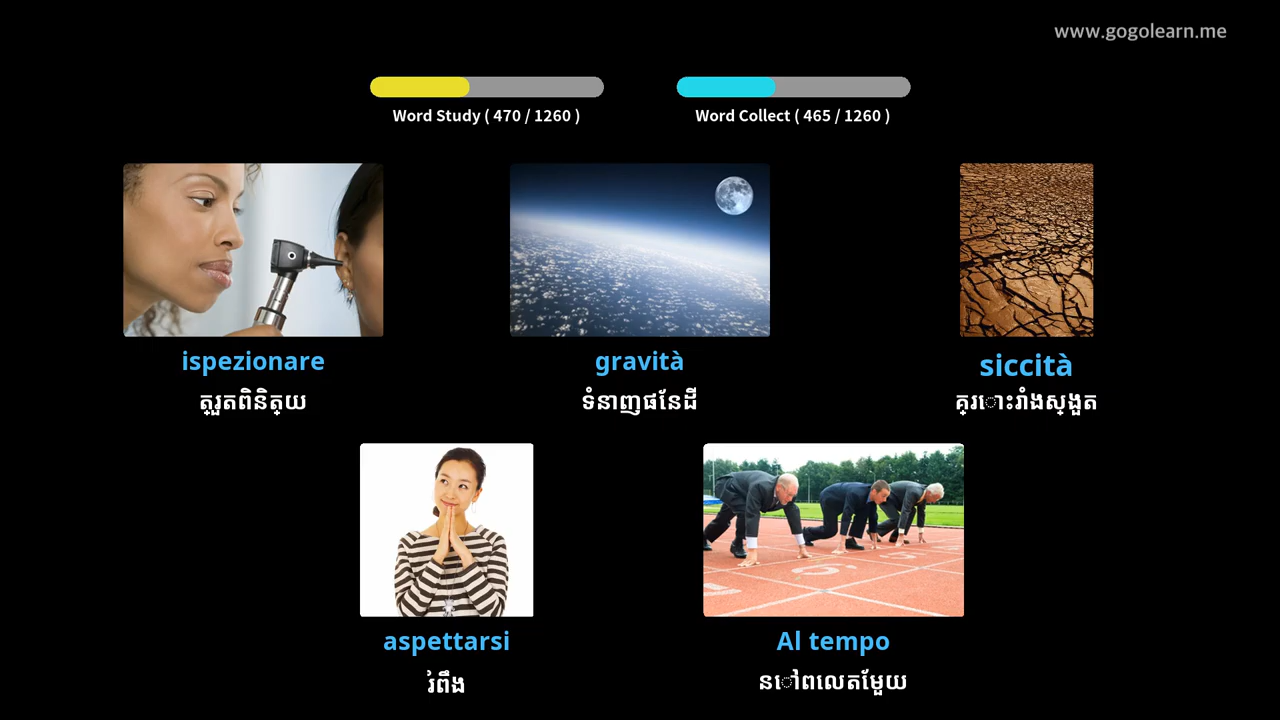 www.gogolearn.me
Word Study ( 470 / 1260 )
Word Collect ( 465 / 1260 )
ispezionare
ត្រួតពិនិត្យ
gravità
ទំនាញផែនដី
siccità
គ្រោះរាំងស្ងួត
aspettarsi
រំពឹង
Al tempo
នៅពលេតមែួយ